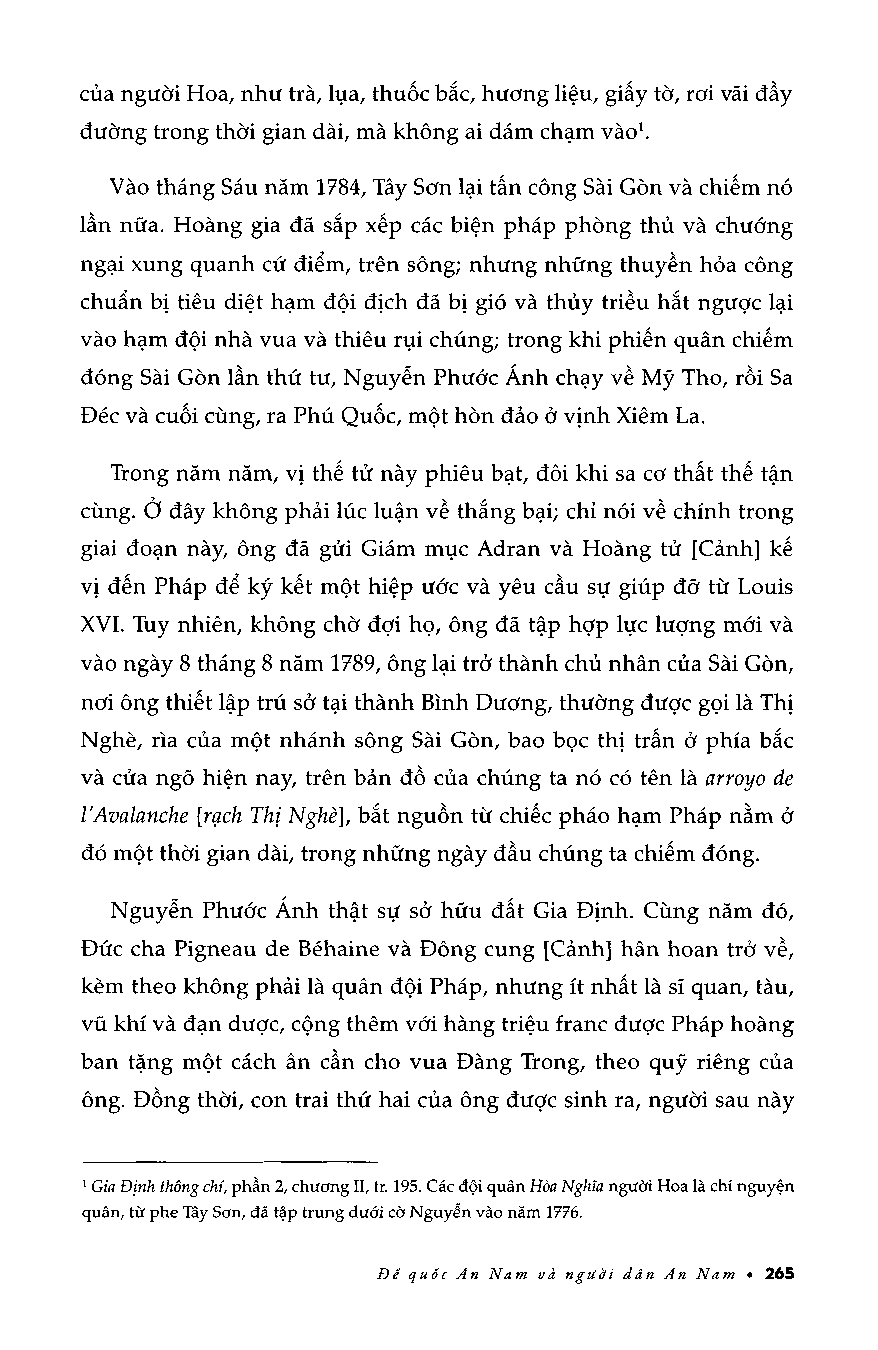 của người Hoa, như trà, lụa, thuốc bắc, hương liệu, giấy tờ, rơi vãi đầy
đường trong thời gian dài, mà không ai dám chạm vào¹.
Vào tháng Sáu năm 1784, Tây Sơn lại tấn công Sài Gòn và chiếm nó
lần nữa. Hoàng gia đã sắp xếp các biện pháp phòng thủ và chướng
ngại xung quanh cứ điểm, trên sông; nhưng những thuyền hỏa công
chuẩn bị tiêu diệt hạm đội địch đã bị gió và thủy triều hắt ngược lại
vào hạm đội nhà vua và thiêu rụi chúng; trong khi phiến quân chiếm
đóng Sài Gòn lần thứ tư, Nguyễn Phước Ánh chạy về Mỹ Tho, rồi Sa
Đéc và cuối cùng, ra Phú Quốc, một hòn đảo ở vịnh Xiêm La.
Trong năm năm, vị thế tử này phiêu bạt, đôi khi sa cơ thất thế tận
cùng. Ở đây không phải lúc luận về thắng bại; chỉ nói về chính trong
giai đoạn này, ông đã gửi Giám mục Adran và Hoàng tử [Cảnh] kế
vị đến Pháp để ký kết một hiệp ước và yêu cầu sự giúp đỡ từ Louis
XVI. Tuy nhiên, không chờ đợi họ, ông đã tập hợp lực lượng mới và
vào ngày 8 tháng 8 năm 1789, ông lại trở thành chủ nhân của Sài Gòn,
nơi ông thiết lập trú sở tại thành Bình Dương, thường được gọi là Thị
Nghè, rìa của một nhánh sông Sài Gòn, bao bọc thị trấn ở phía bắc
và cửa ngõ hiện nay, trên bản đồ của chúng ta nó có tên là arroyo de
l'Avalanche [rạch Thị Nghè], bắt nguồn từ chiếc pháo hạm Pháp nằm ở
đó một thời gian dài, trong những ngày đầu chúng ta chiếm đóng.
Nguyễn Phước Ánh thật sự sở hữu đất Gia Định. Cùng năm đó,
Đức cha Pigneau de Béhaine và Đông cung [Cảnh] hân hoan trở về,
kèm theo không phải là quân đội Pháp, nhưng ít nhất là sĩ quan, tàu,
vũ khí và đạn dược, cộng thêm với hàng triệu franc được Pháp hoàng
ban tặng một cách ân cần cho vua Đàng Trong, theo quỹ riêng của
ông. Đồng thời, con trai thứ hai của ông được sinh ra, người sau này
¹ Gia Định thông chí, phần 2, chương II, tr. 195. Các đội quân Hòa Nghĩa người Hoa là chí nguyện
quân, từ phe Tây Sơn, đã tập trung dưới cờ Nguyễn vào năm 1776.
Đế quốc An Nam và người dân An Nam • 265